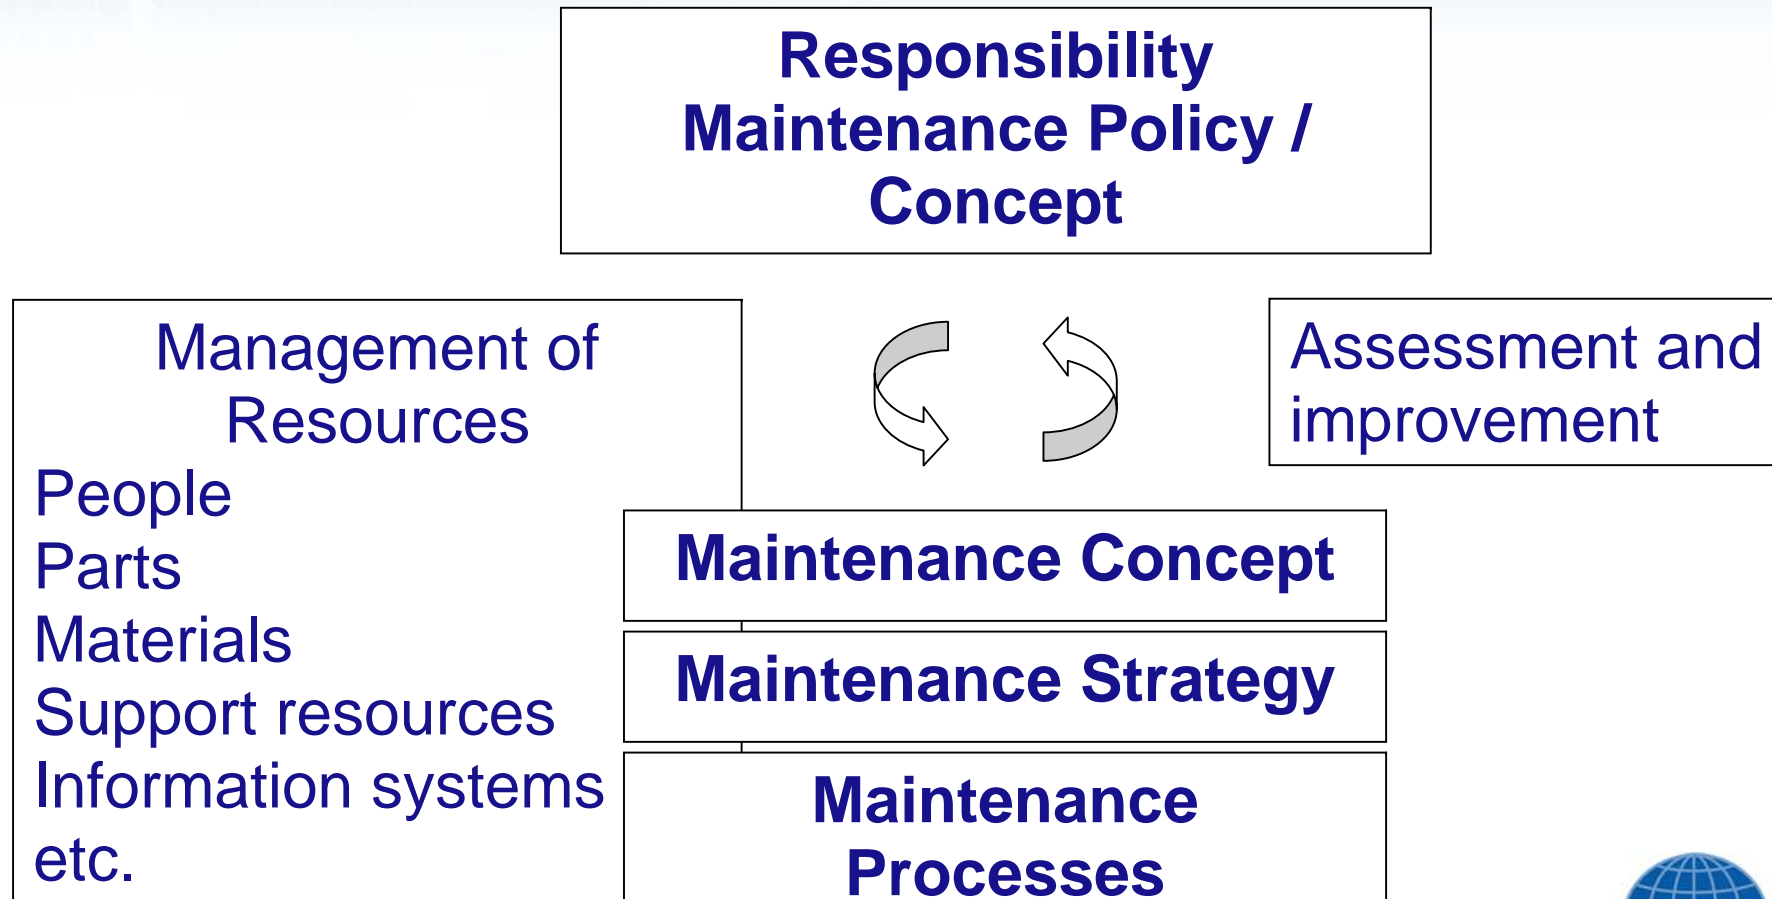 Responsibility
Maintenance Policy /
Concept
Management of
Resources
People
Parts
Materials
Support resources
Information systems
etc.
Assessment and
improvement
Maintenance Concept
Maintenance Strategy
Maintenance
Processes